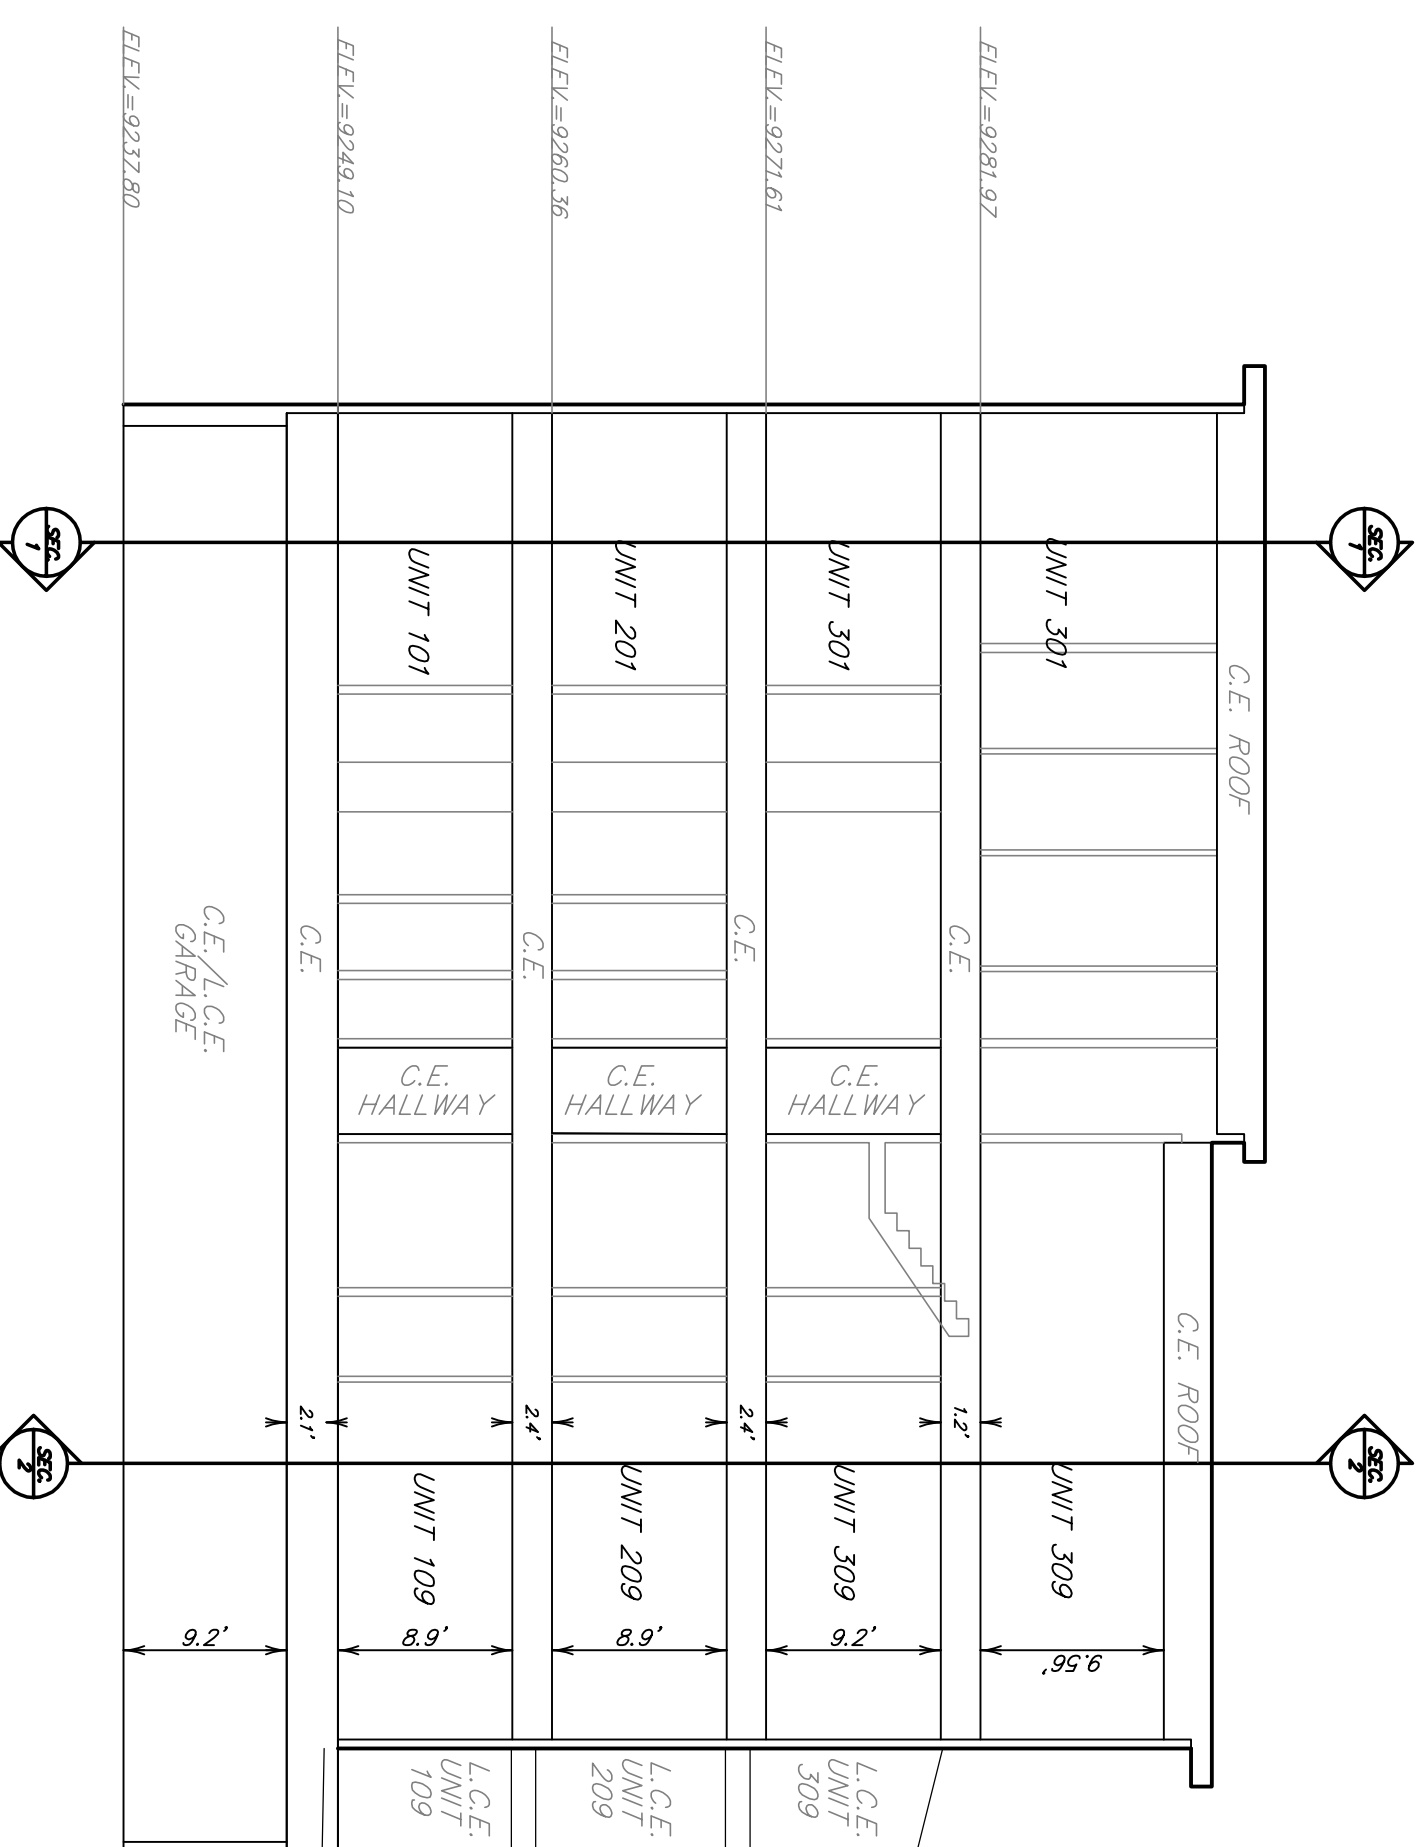 ELEV.=9281.97
ELEV.=9271.61
ELEV.=9260.36
ELEV.=9249.10
ELEV.=9237.80
SEC.
1
SEC.
1
C.E. ROOF
UNIT 301
UNIT 301
UNIT 201
UNIT 101
C.E.
C.E.
C.E.
C.E.
C.E./L.C.E.
GARAGE
C.E.
HALLWAY
C.E.
HALLWAY
C.E.
HALLWAY
C.E. ROOF
1.2'
2.4'
2.4'
2.1'
SEC.
2
SEC.
2
UNIT 309
UNIT 309
UNIT 209
UNIT 109
9.56'
9.2'
8.9'
8.9'
9.2'
L.C.E.
UNIT
309
L.C.E.
UNIT
209
L.C.E.
UNIT
109